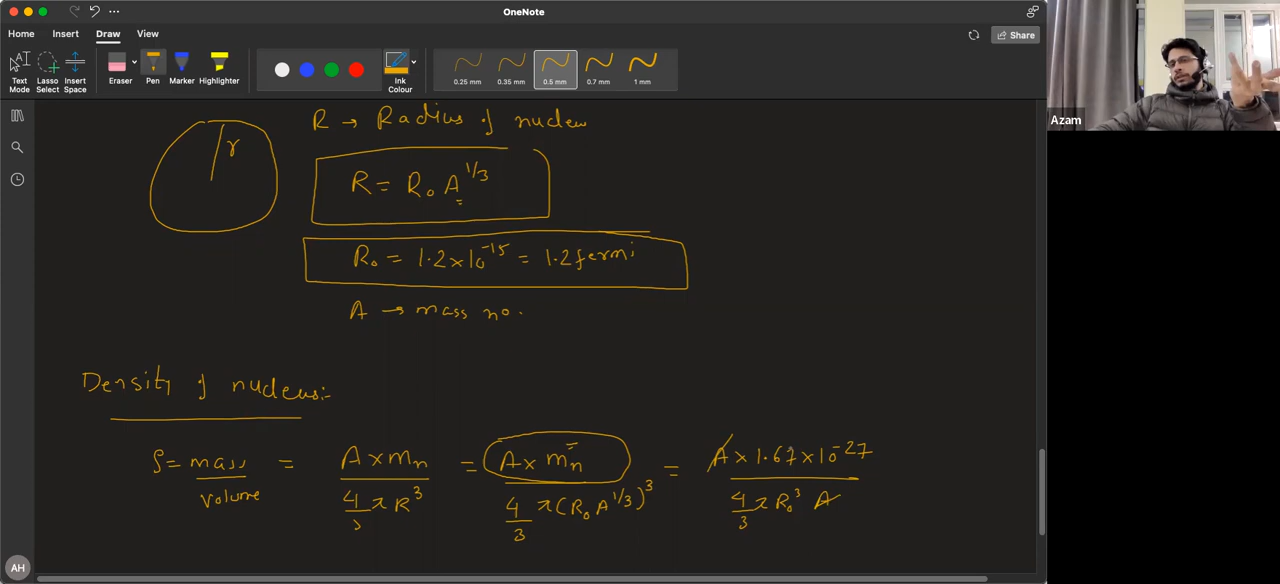 OneNote
Home Insert Draw View
Share
Text Mode
Lasso Select
Insert Space
Eraser
Pen
Marker
Highlighter
0.25 mm
0.35 mm
0.5 mm
0.7 mm
1 mm
Ink Colour
Azam
r
R → Radius of nucleu
R = R₀ A^1/3
R₀ = 1.2×10^-15 = 1.2 fermi
A → mass no.
Density of nucleus:-
ρ = mass/volume = A×mₙ / (4/3 π R³) = A×mₙ / (4/3 π (R₀ A^1/3)³) = A×1.67×10^-27 / (4/3 π R₀³ A)
AH